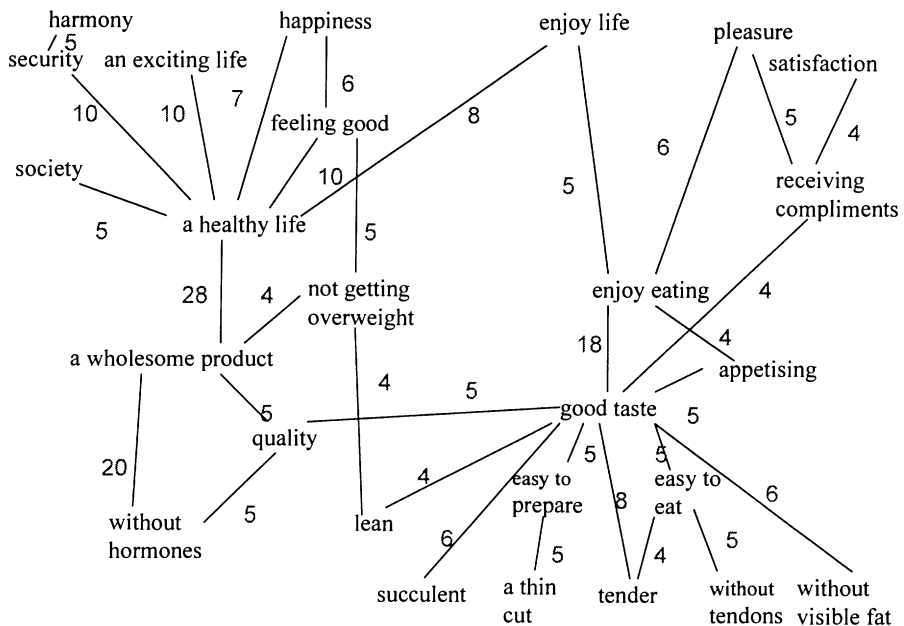 harmony
5
security
an exciting life
happiness
enjoy life
pleasure
satisfaction
10
10
7
6
feeling good
8
6
5
4
society
10
5
receiving
compliments
5
a healthy life
5
28
4
not getting
overweight
enjoy eating
4
18
4
a wholesome product
appetising
4
5
5
quality
good taste
5
20
5
4
5
8
5
6
easy to
prepare
easy to
eat
without
hormones
lean
6
5
4
5
succulent
a thin
cut
tender
without
tendons
without
visible fat